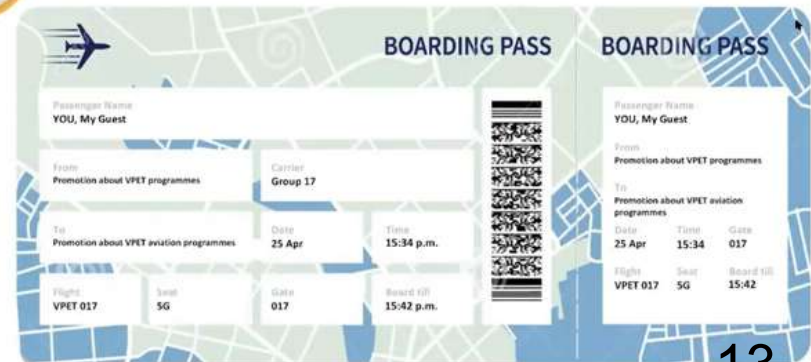 BOARDING PASS
Passenger Name
YOU, My Guest
From
Promotion about VPET programmes
Carrier
Group 17
To
Promotion about VPET aviation programmes
Date
25 Apr
Time
15:34 p.m.
Flight
VPET 017
Seat
5G
Gate
017
Board till
15:42 p.m.
BOARDING PASS
Passenger Name
YOU, My Guest
From
Promotion about VPET programmes
To
Promotion about VPET aviation
programmes
Date Time Gate
25 Apr 15:34 017
Flight Seat Board till
VPET 017 5G 15:42
13